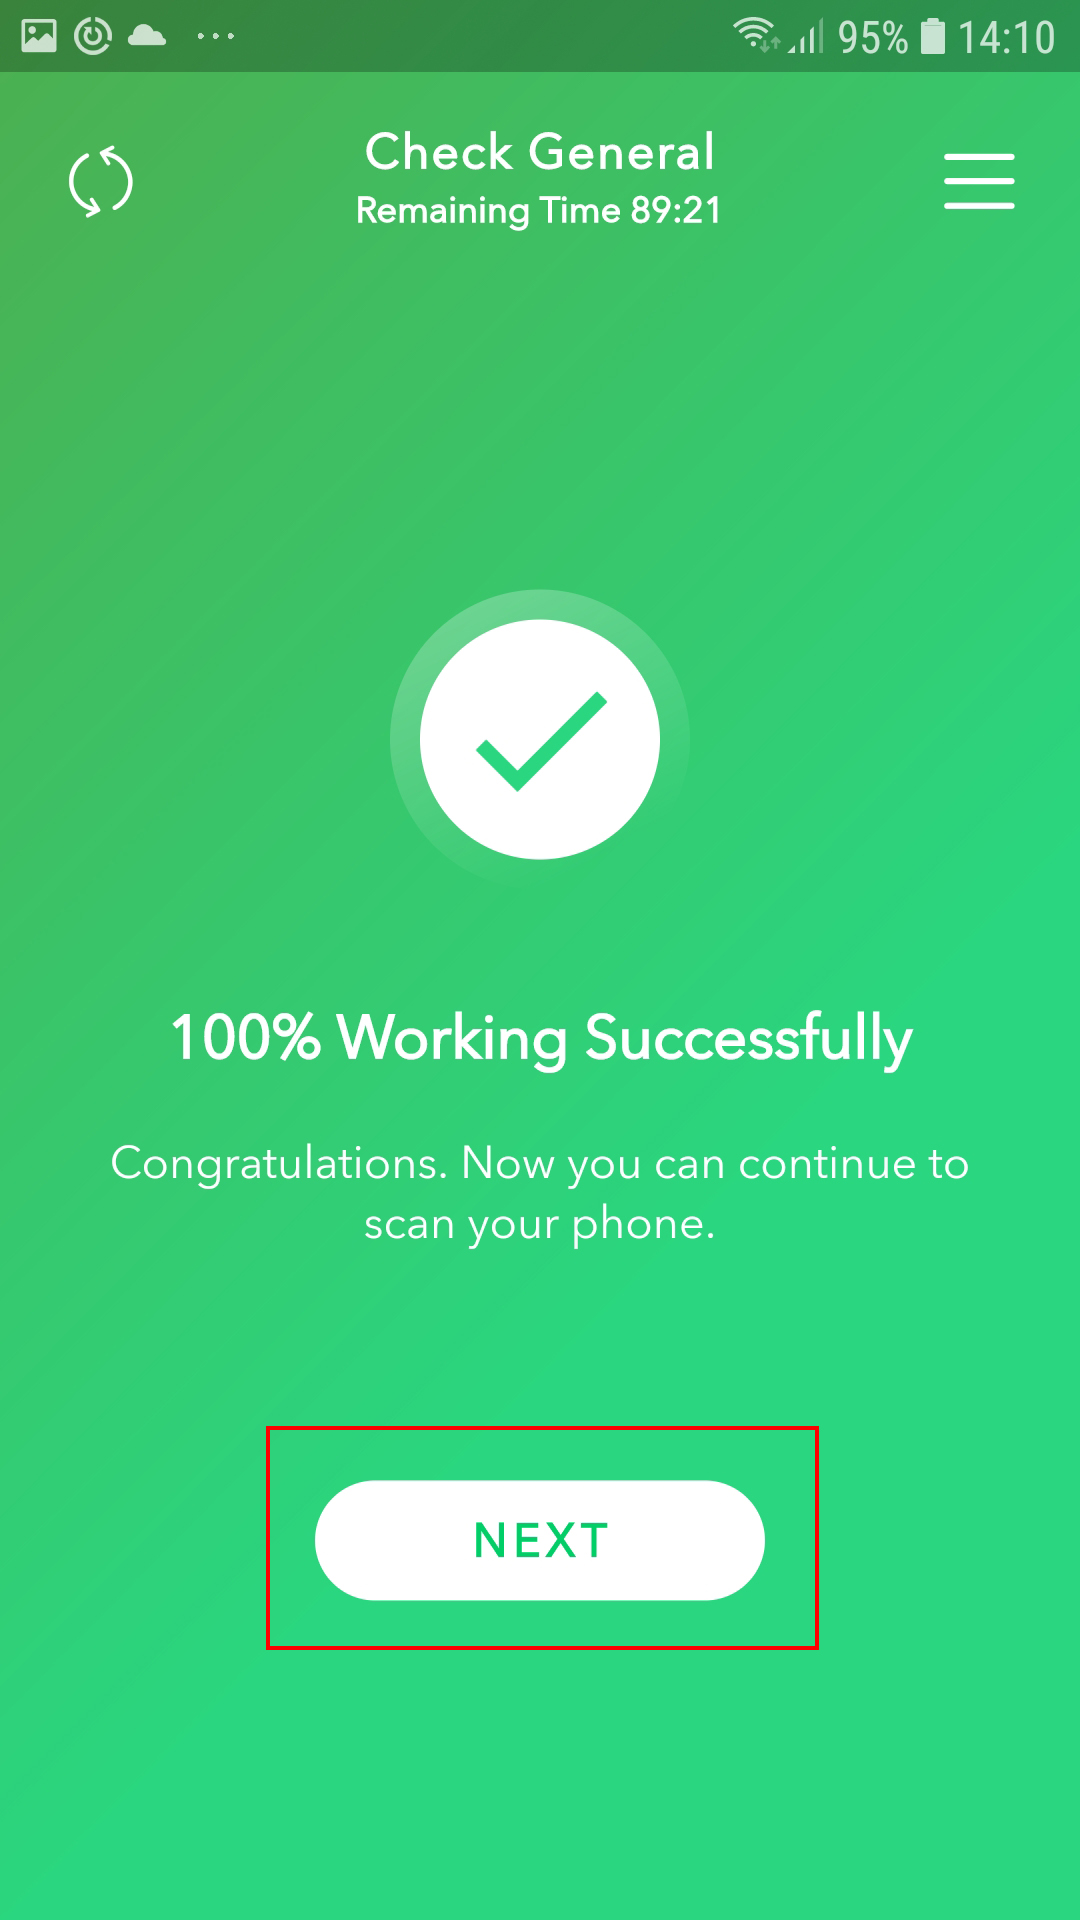 95% 14:10
Check General
Remaining Time 89:21
100% Working Successfully
Congratulations. Now you can continue to
scan your phone.
NEXT